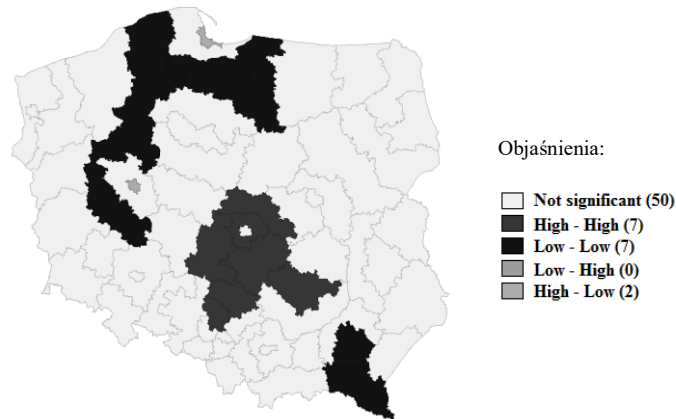 Objaśnienia:
Not significant (50)
High - High (7)
Low - Low (7)
Low - High (0)
High - Low (2)